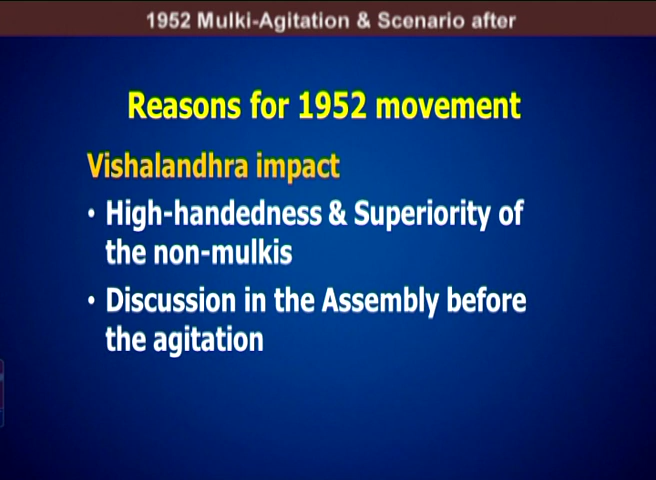 1952 Mulki-Agitation & Scenario after
Reasons for 1952 movement
Vishalandhra impact
• High-handedness & Superiority of
the non-mulkis
• Discussion in the Assembly before
the agitation